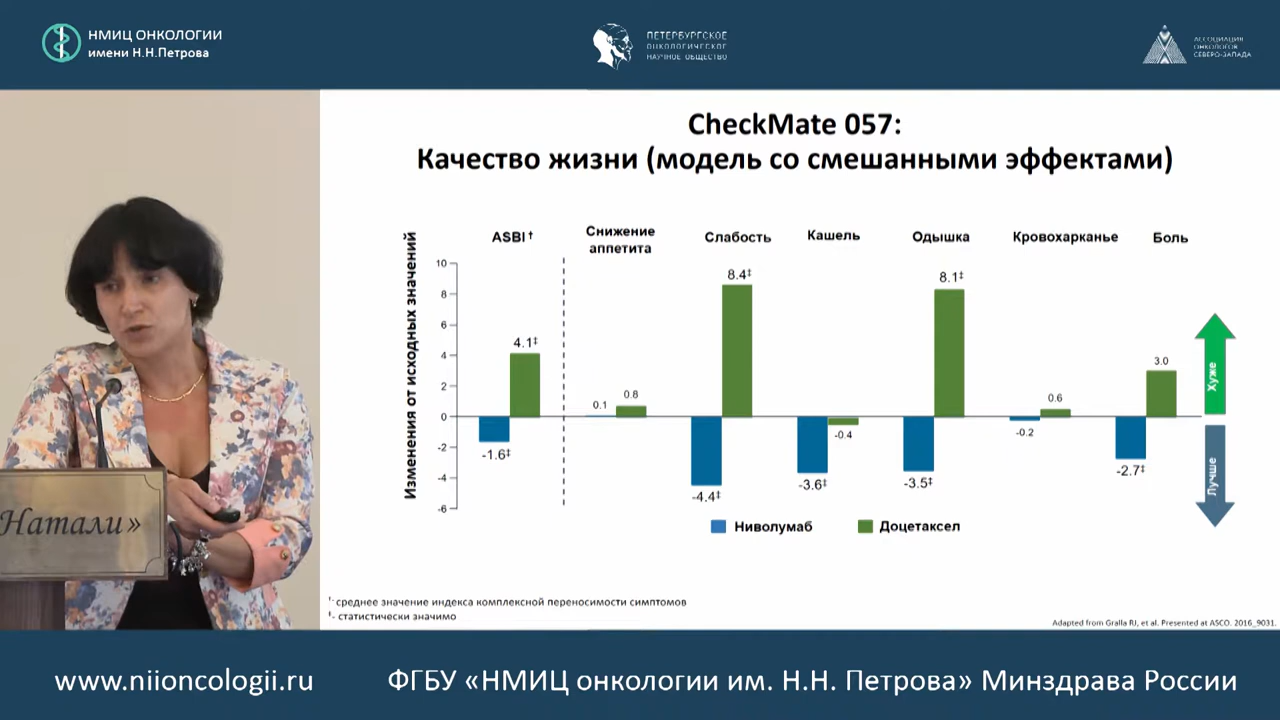 НМИЦ ОНКОЛОГИИ
имени Н.Н.Петрова
ПЕТЕРБУРГСКОЕ
ОНКОЛОГИЧЕСКОЕ
НАУЧНОЕ ОБЩЕСТВО
АССОЦИАЦИЯ
ОНКОЛОГОВ
СЕВЕРО-ЗАПАДА
CheckMate 057:
Качество жизни (модель со смешанными эффектами)
Изменения от исходных значений
ASBI †
Снижение
аппетита
Слабость
Кашель
Одышка
Кровохарканье
Боль
10
8
6
4
2
0
-2
-4
-6
4.1‡
-1.6‡
0.1
0.8
8.4‡
-4.4‡
-3.6‡
-0.4
8.1‡
-3.5‡
-0.2
0.6
3.0
-2.7‡
Хуже
Лучше
Ниволумаб
Доцетаксел
†- среднее значение индекса комплексной переносимости симптомов
‡- статистически значимо
Adapted from Gralla RJ, et al. Presented at ASCO. 2016_9031.
Натали»
www.niioncologii.ru
ФГБУ «НМИЦ онкологии им. Н.Н. Петрова» Минздрава России